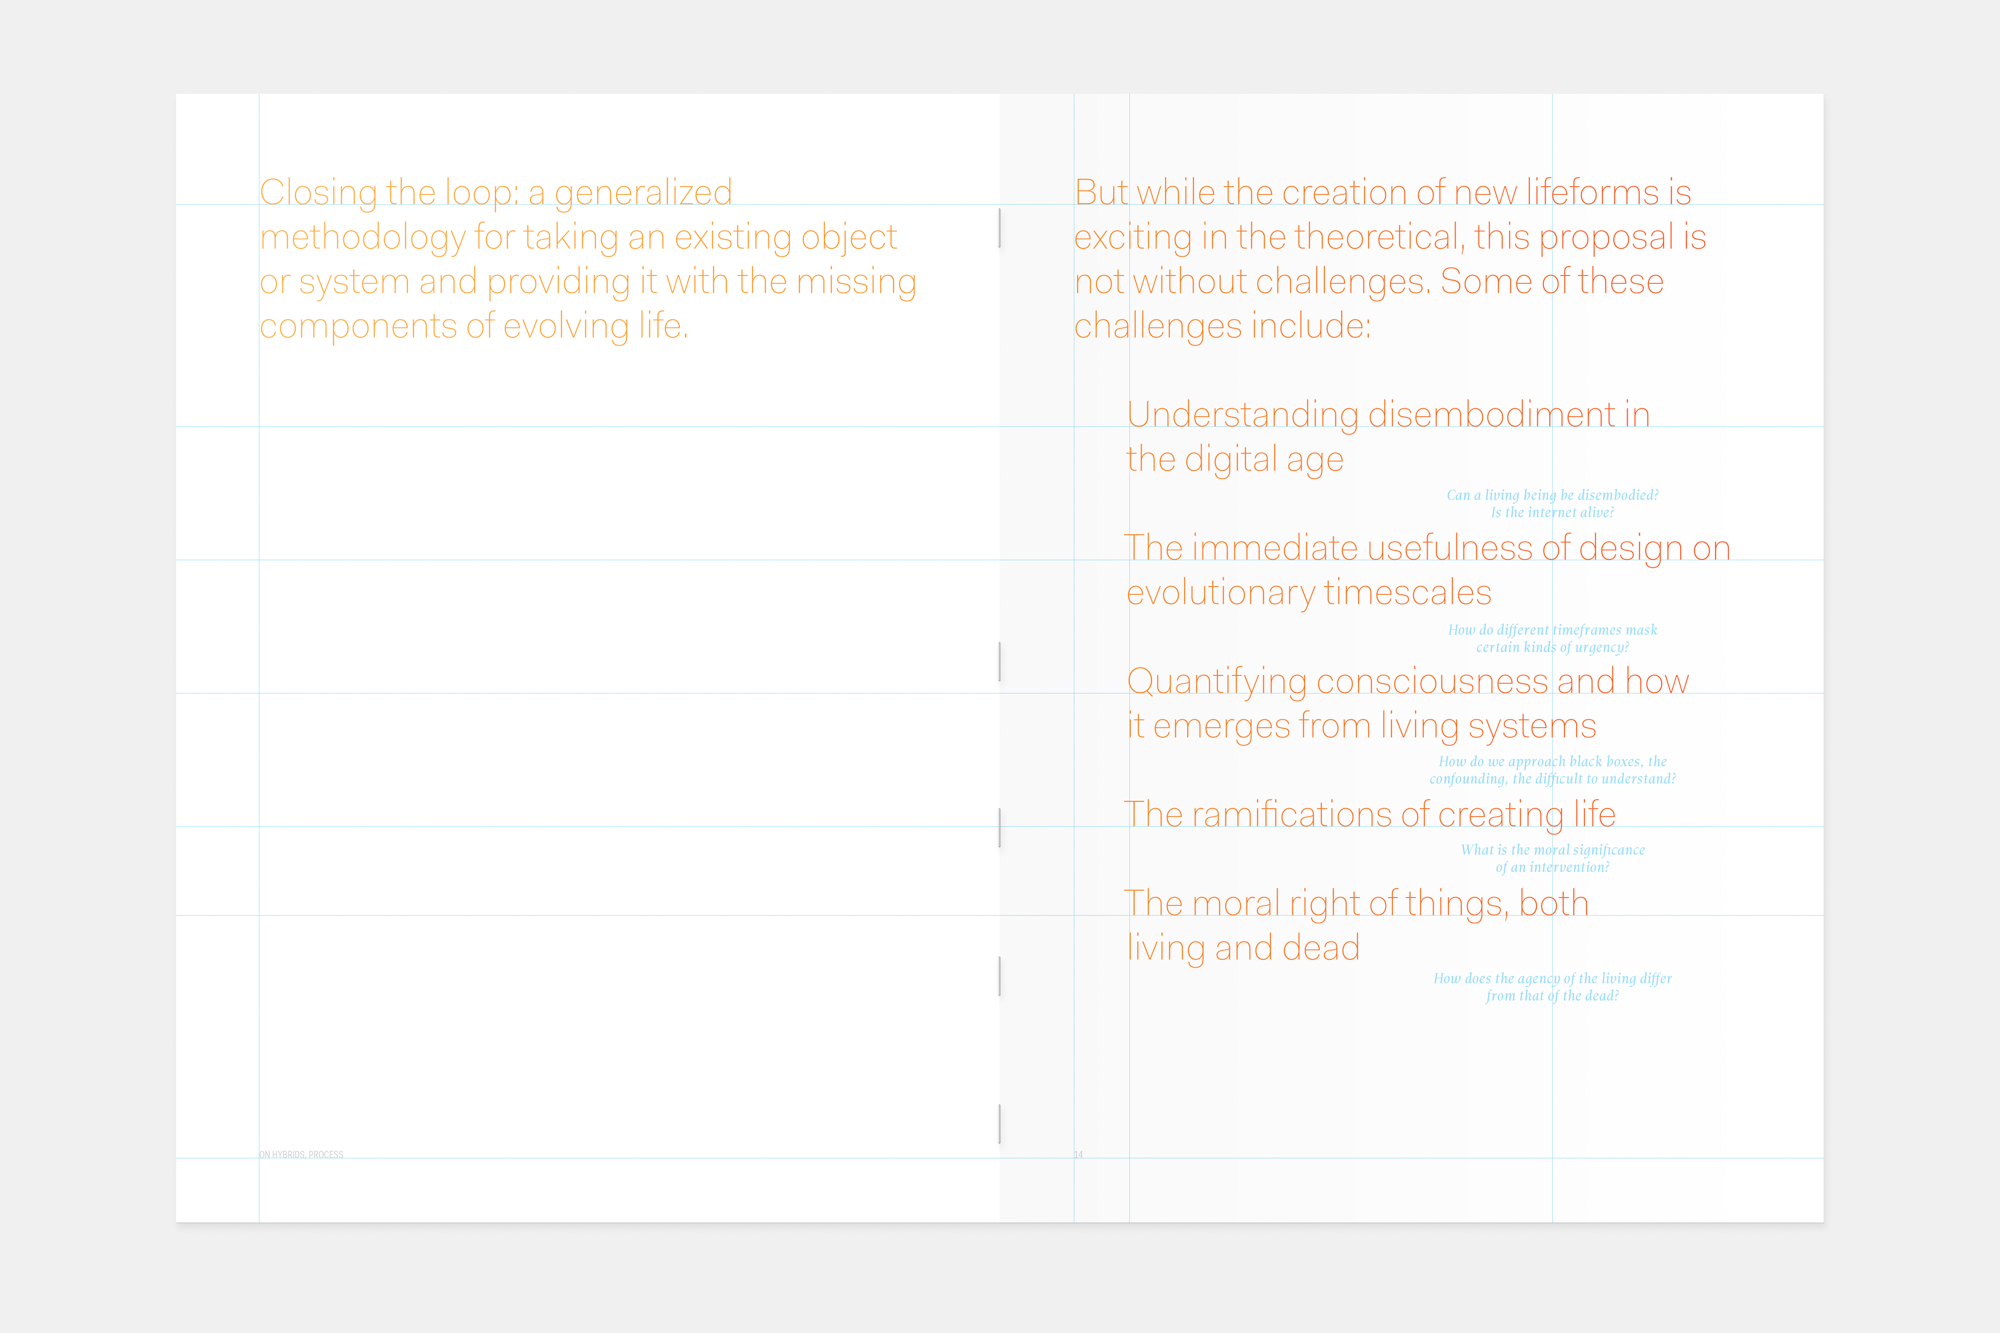 Closing the loop: a generalized
methodology for taking an existing object
or system and providing it with the missing
components of evolving life.
ON HYBRIDS, PROCESS
But while the creation of new lifeforms is
exciting in the theoretical, this proposal is
not without challenges. Some of these
challenges include:
Understanding disembodiment in
the digital age
Can a living being be disembodied?
Is the internet alive?
The immediate usefulness of design on
evolutionary timescales
How do different timeframes mask
certain kinds of urgency?
Quantifying consciousness and how
it emerges from living systems
How do we approach black boxes, the
confounding, the difficult to understand?
The ramifications of creating life
What is the moral significance
of an intervention?
The moral right of things, both
living and dead
How does the agency of the living differ
from that of the dead?
14